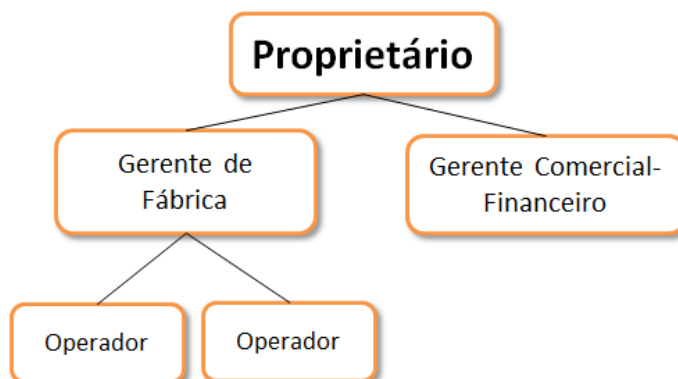 Proprietário
Gerente de
Fábrica
Gerente Comercial-
Financeiro
Operador
Operador